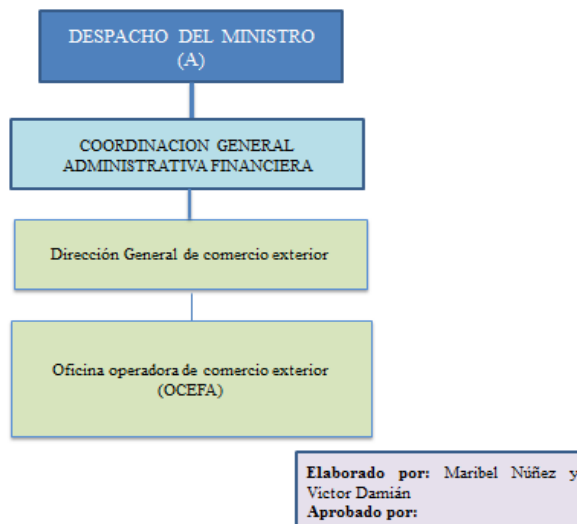 DESPACHO DEL MINISTRO
(A)
COORDINACION GENERAL
ADMINISTRATIVA FINANCIERA
Dirección General de comercio exterior
Oficina operadora de comercio exterior
(OCEFA)
Elaborado por: Maribel Núñez y
Victor Damián
Aprobado por: